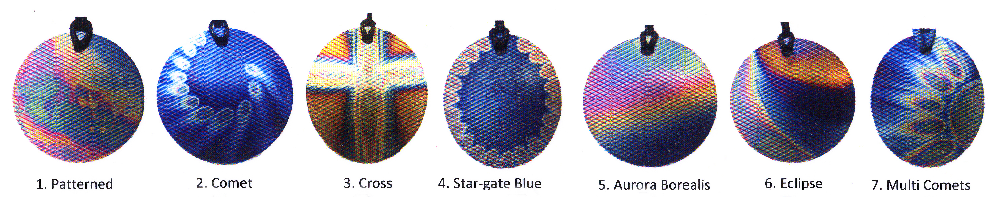 1. Patterned
2. Comet
3. Cross
4. Star-gate Blue
5. Aurora Borealis
6. Eclipse
7. Multi Comets